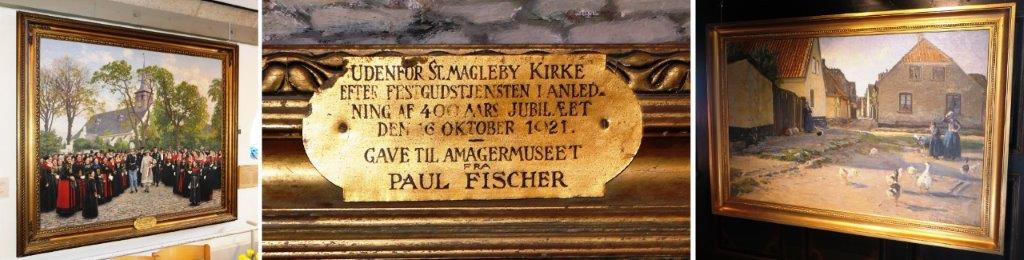 UDENFOR ST. MAGLEBY KIRKE
EFTER FESTGUDSTJENSTEN I ANLED-
NING AF 400 AARS JUBILÆET
DEN 16 OKTOBER 1921.
GAVE TIL AMAGERMUSEET
FRA
PAUL FISCHER